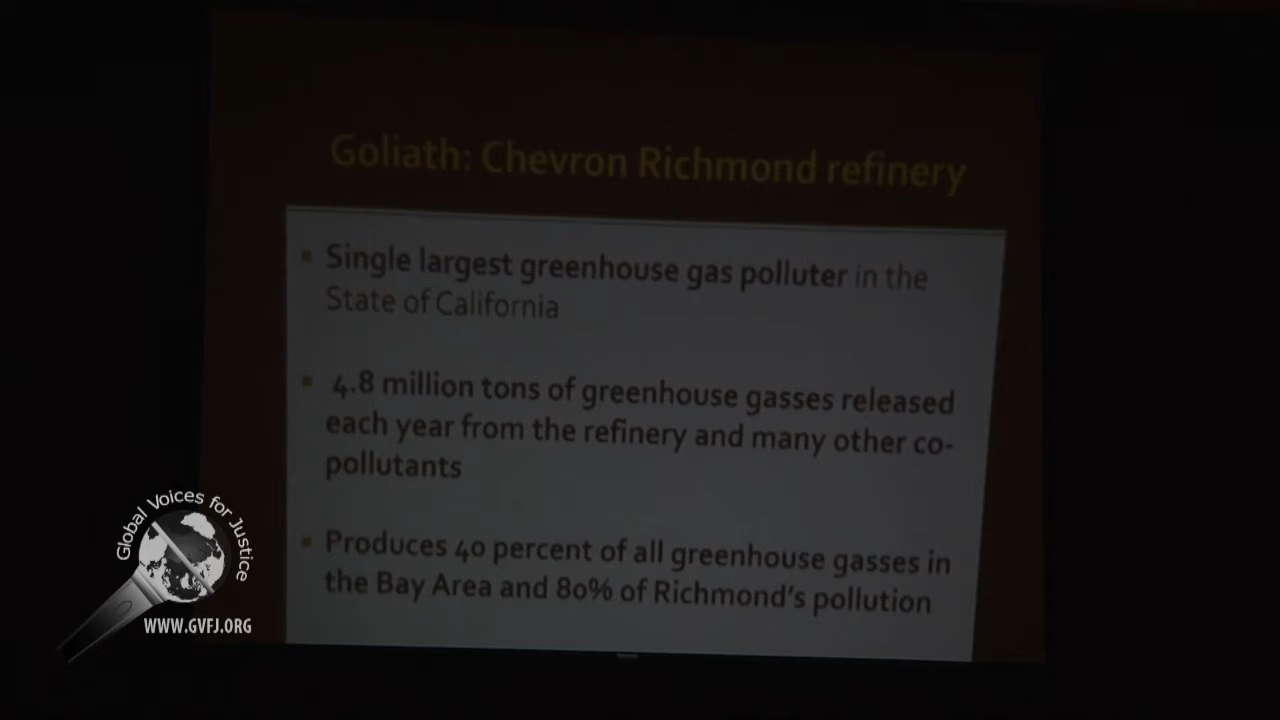 Goliath: Chevron Richmond refinery
Single largest greenhouse gas polluter in the
State of California
4.8 million tons of greenhouse gasses released
each year from the refinery and many other co-
pollutants
Produces 40 percent of all greenhouse gasses in
the Bay Area and 80% of Richmond's pollution
Global Voices for Justice
WWW.GVFJ.ORG